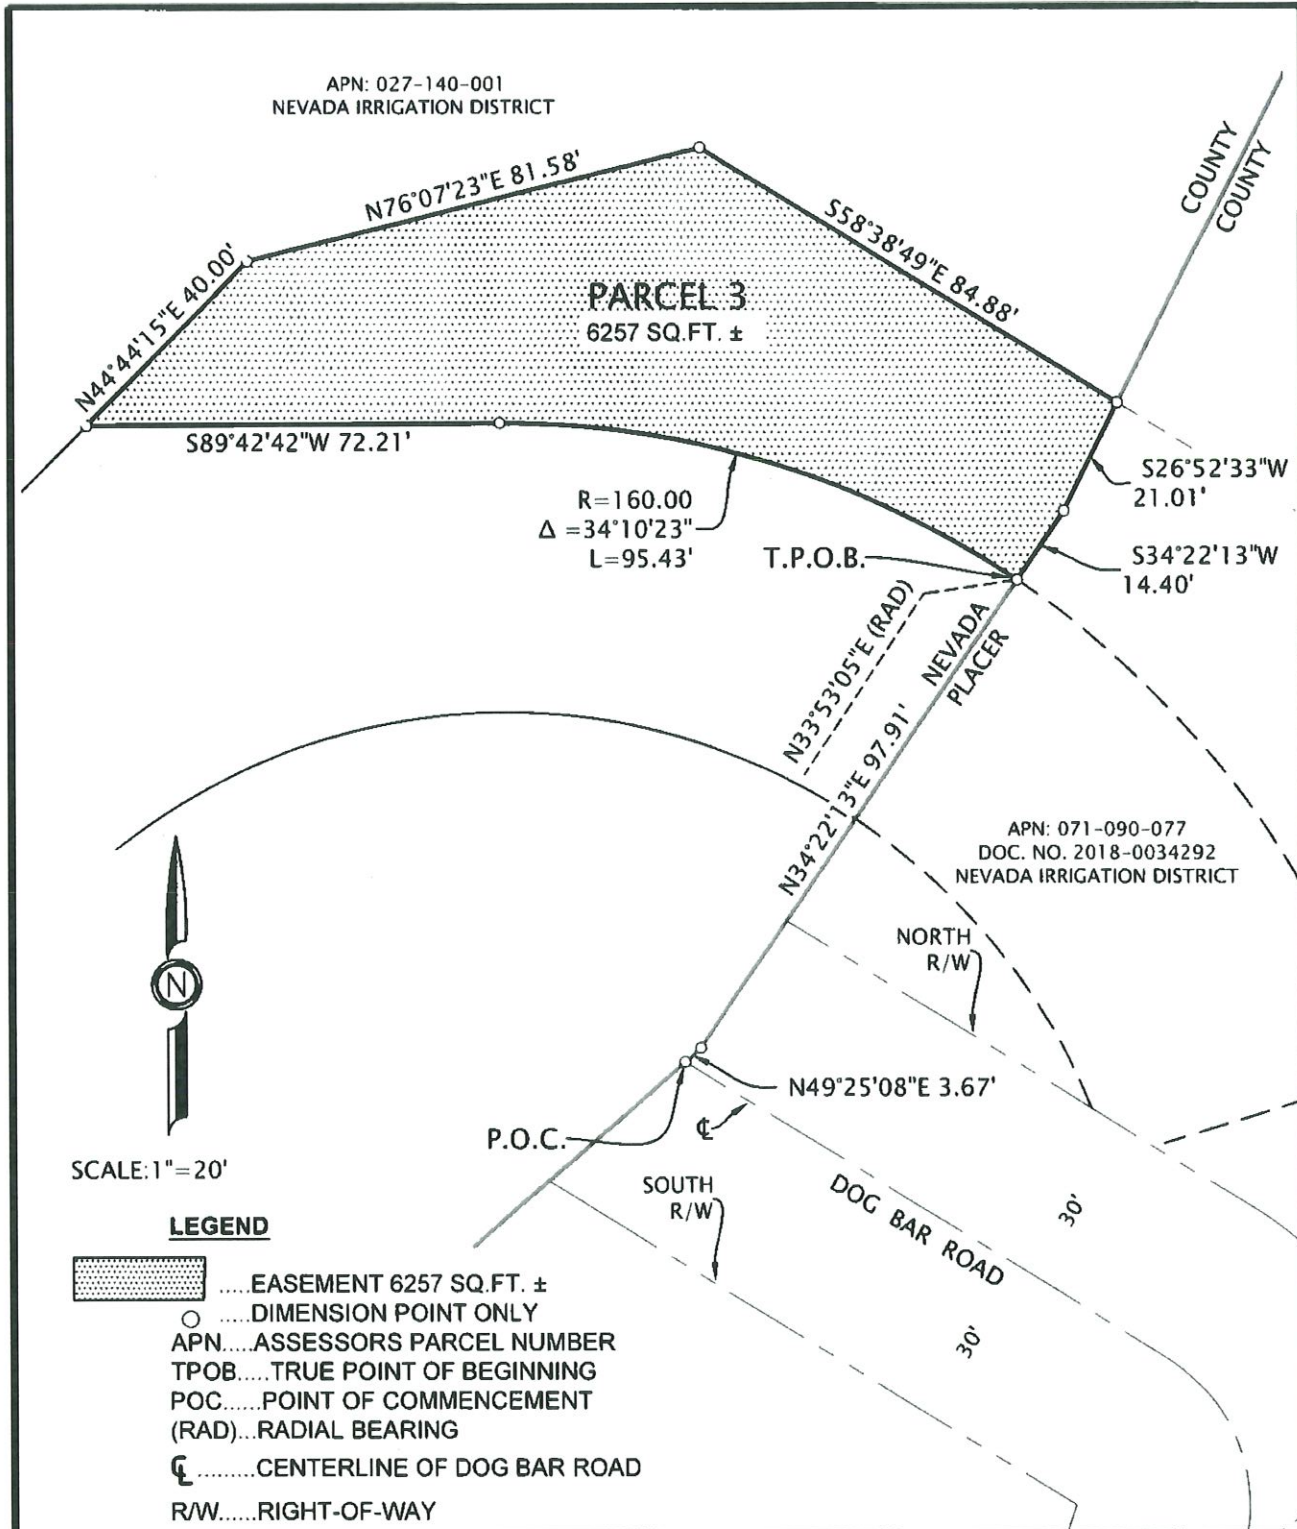 APN: 027-140-001
NEVADA IRRIGATION DISTRICT
COUNTY
COUNTY
N76°07'23"E 81.58'
S58°38'49"E 84.88'
N44°44'15"E 40.00'
PARCEL 3
6257 SQ.FT. ±
S89°42'42"W 72.21'
S26°52'33"W
21.01'
R=160.00
Δ =34°10'23"
L=95.43'
T.P.O.B.
S34°22'13"W
14.40'
N33°53'05"E (RAD)
NEVADA
PLACER
N34°22'13"E 97.91'
APN: 071-090-077
DOC. NO. 2018-0034292
NEVADA IRRIGATION DISTRICT
NORTH
R/W
N
N49°25'08"E 3.67'
℄
P.O.C.
SCALE:1"=20'
SOUTH
R/W
DOG BAR ROAD
30'
30'
LEGEND
.....EASEMENT 6257 SQ.FT. ±
.....DIMENSION POINT ONLY
APN.....ASSESSORS PARCEL NUMBER
TPOB.....TRUE POINT OF BEGINNING
POC......POINT OF COMMENCEMENT
(RAD)...RADIAL BEARING
℄.........CENTERLINE OF DOG BAR ROAD
R/W......RIGHT-OF-WAY